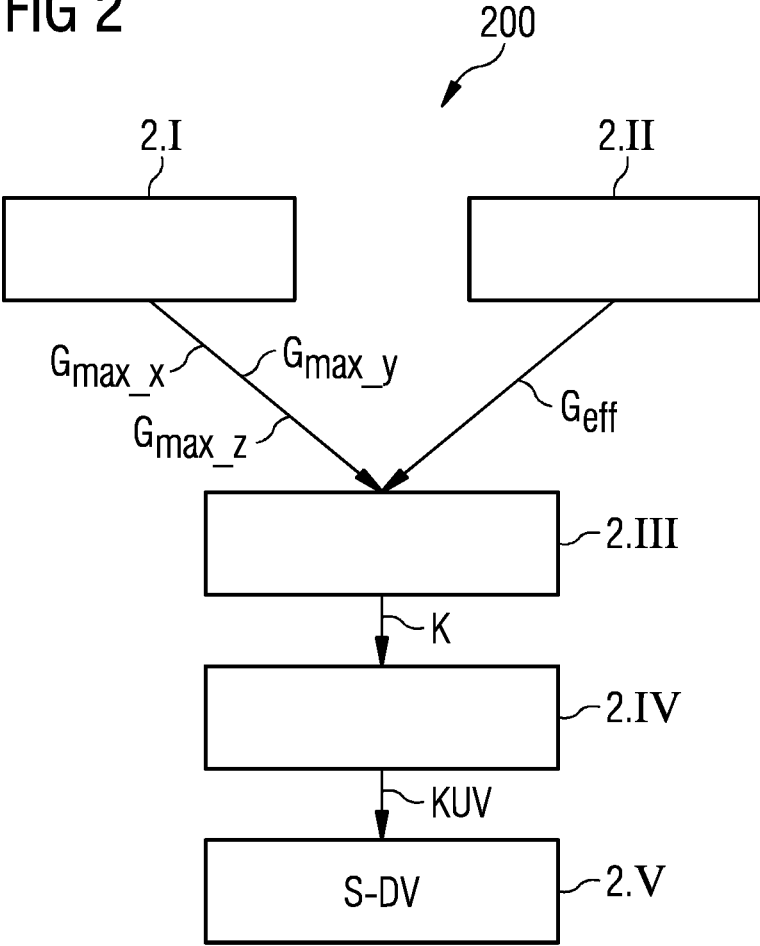 FIG 2
200
2.I
2.II
Gmax_x
Gmax_y
Gmax_z
Geff
2.III
K
2.IV
KUV
S-DV
2.V